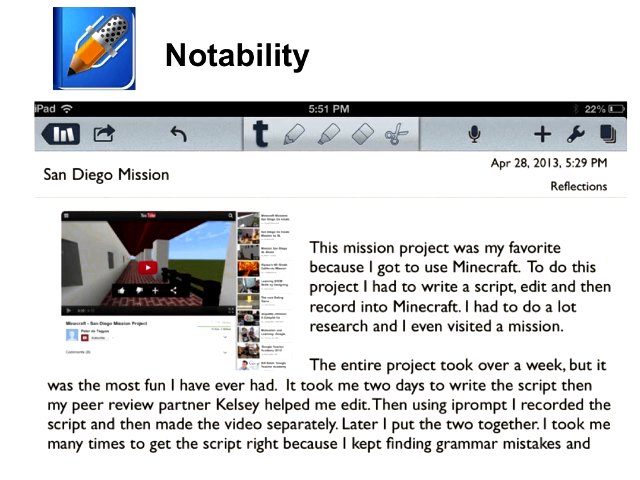 Notability
iPad
5:51 PM
22%
t
San Diego Mission
Apr 28, 2013, 5:29 PM
Reflections
YouTube
Minecraft - San Diego Mission Project
This mission project was my favorite
because I got to use Minecraft. To do this
project I had to write a script, edit and then
record into Minecraft. I had to do a lot
research and I even visited a mission.
The entire project took over a week, but it
was the most fun I have ever had. It took me two days to write the script then
my peer review partner Kelsey helped me edit. Then using iprompt I recorded the
script and then made the video separately. Later I put the two together. I took me
many times to get the script right because I kept finding grammar mistakes and